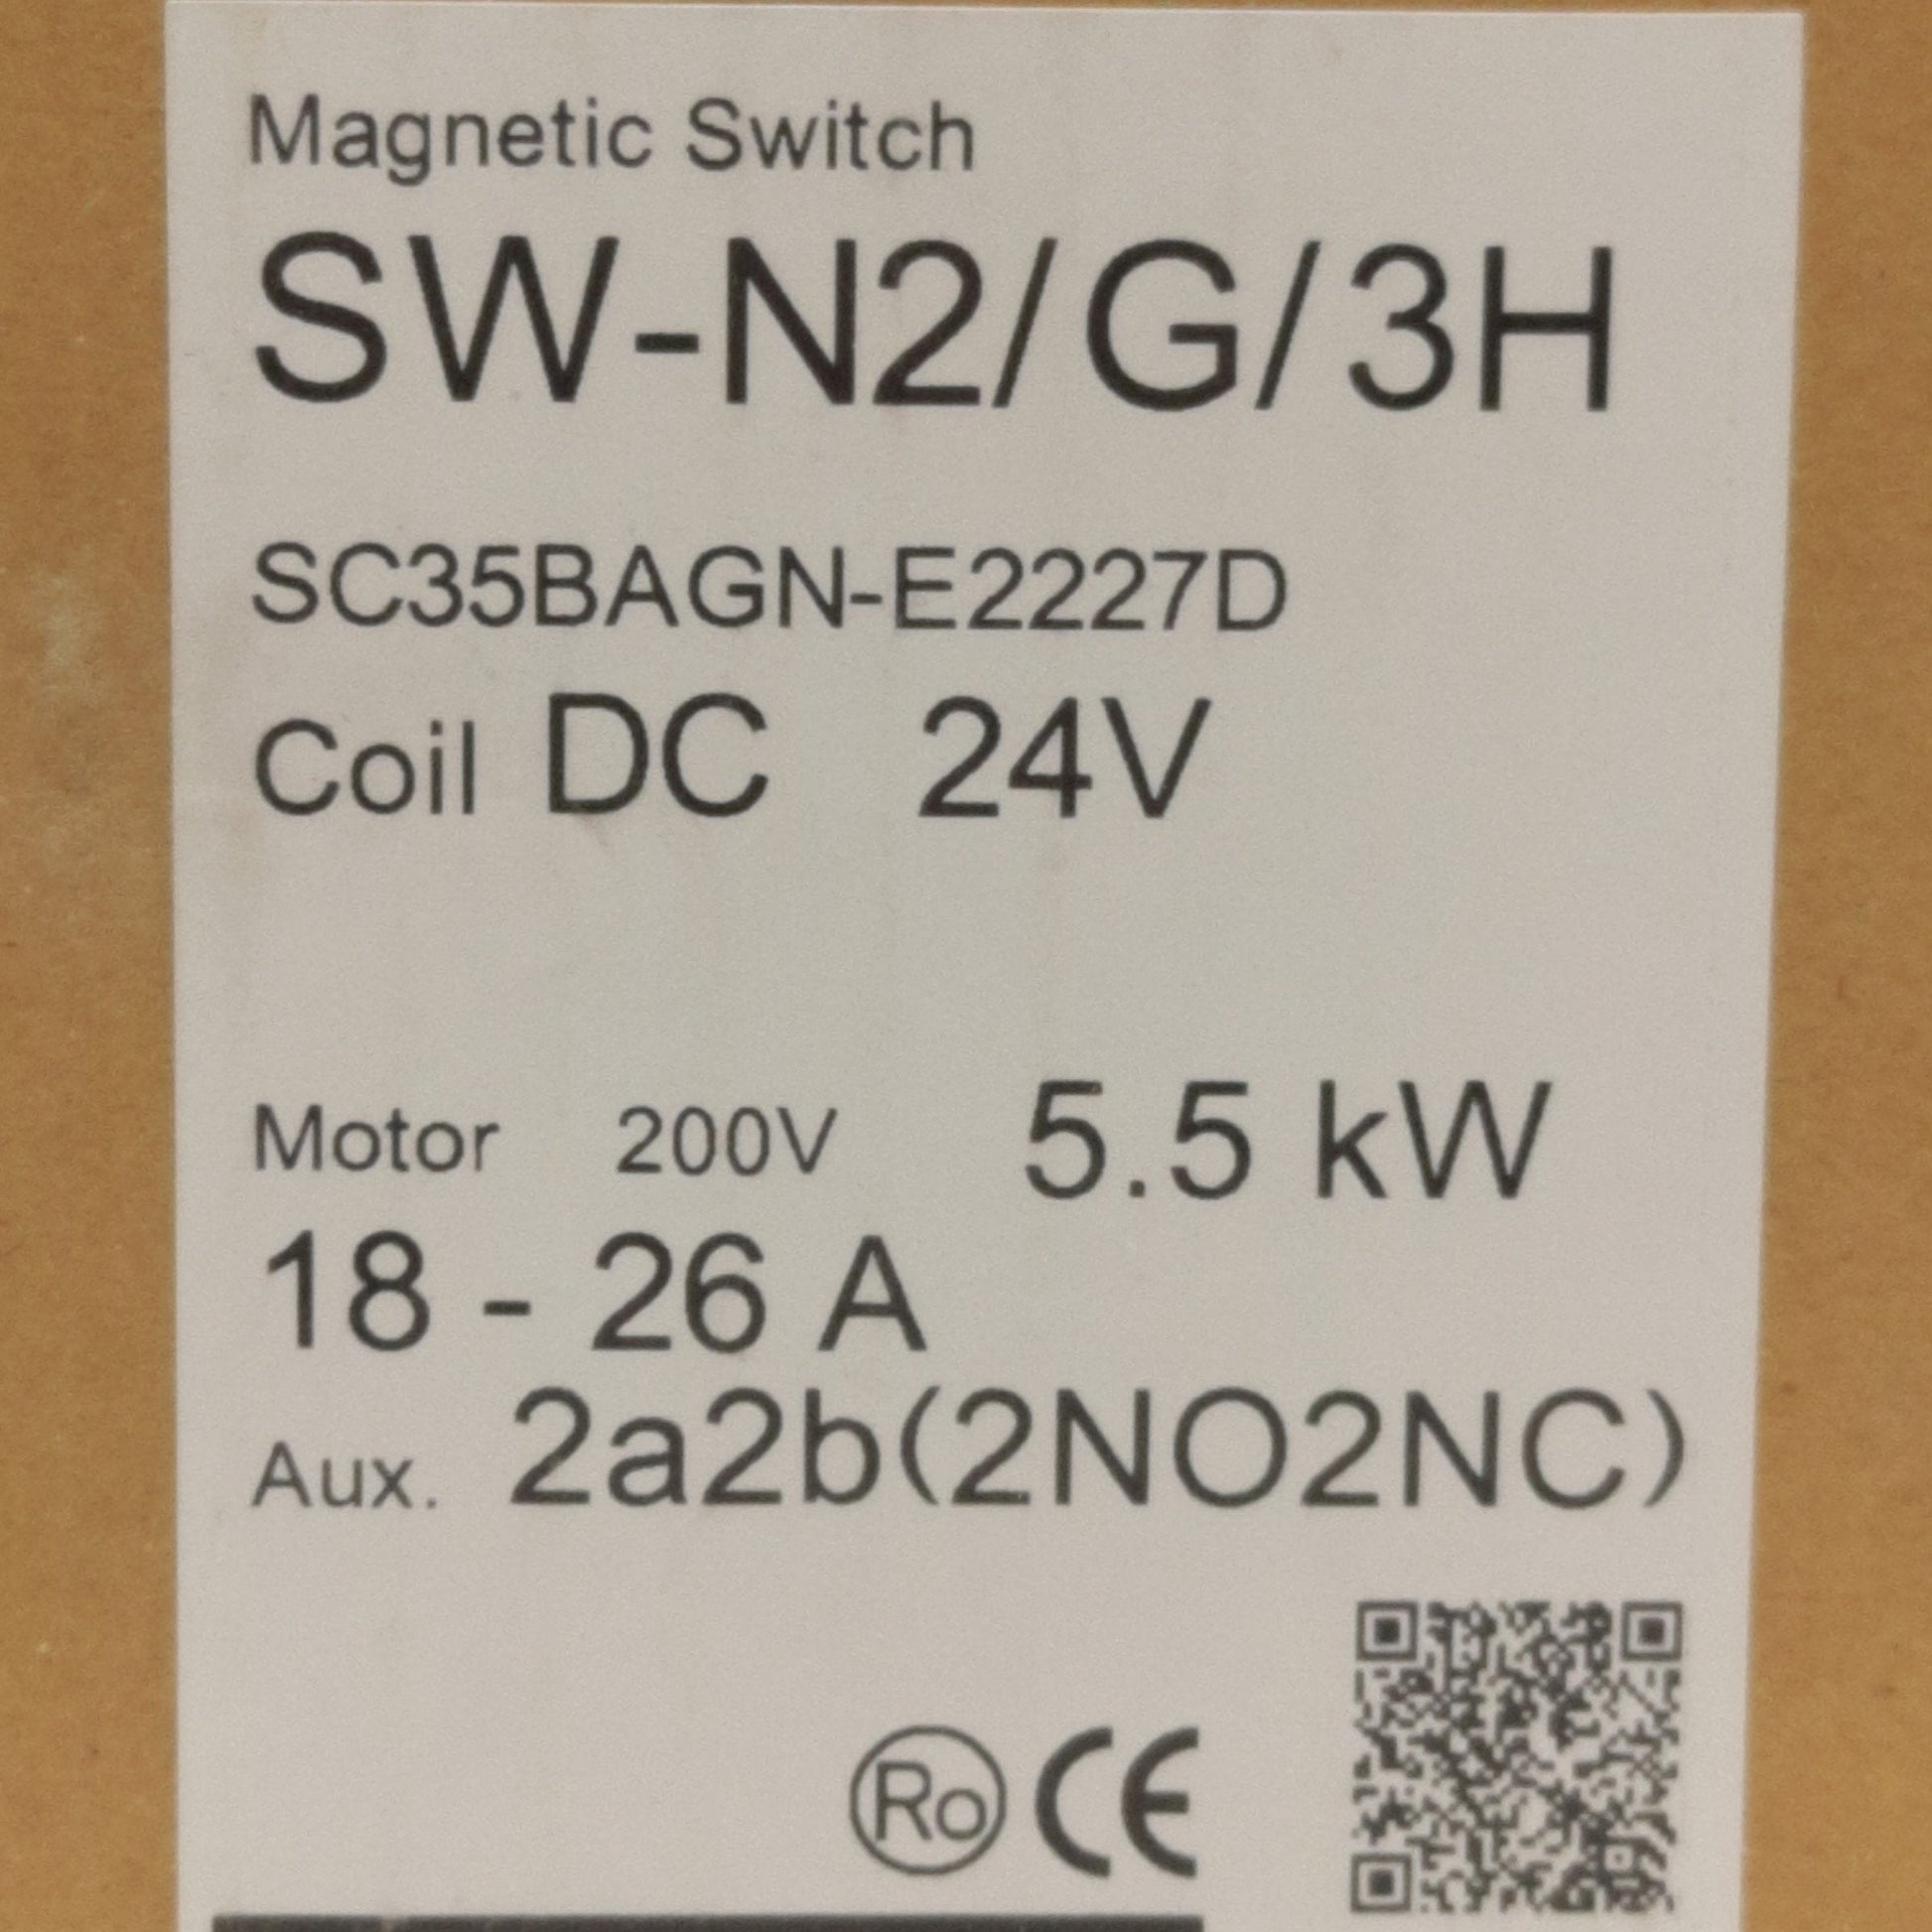 Magnetic Switch
SW-N2/G/3H
SC35BAGN-E2227D
Coil DC 24V
Motor 200V 5.5 kW
18 - 26 A
Aux. 2a2b(2NO2NC)
Ro CE